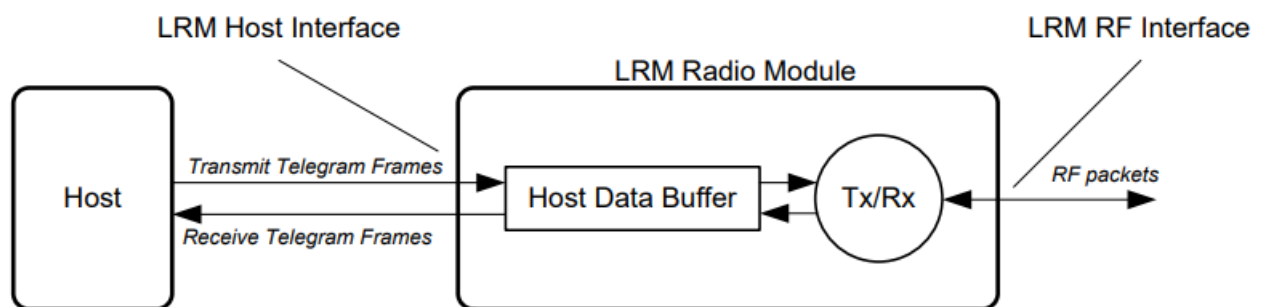 LRM Host Interface
LRM RF Interface
LRM Radio Module
Transmit Telegram Frames
RF packets
Host
Host Data Buffer
Tx/Rx
Receive Telegram Frames